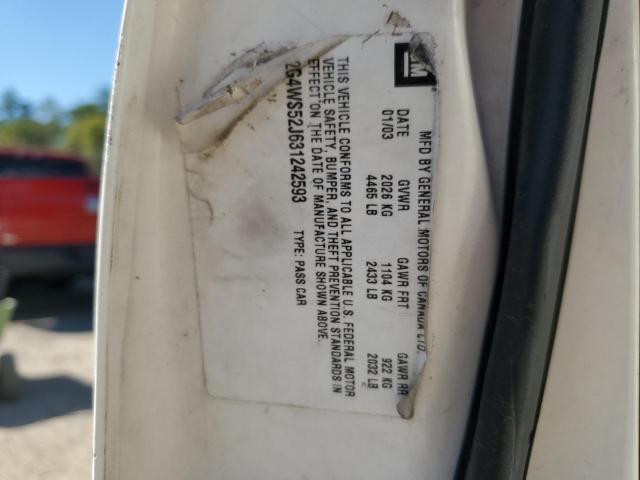 GM
MFD BY GENERAL MOTORS OF CANADA LTD
DATE GVWR GAWR FRT GAWR RR
01/03 2026 KG 1104 KG 922 KG
4465 LB 2433 LB 2032 LB
THIS VEHICLE CONFORMS TO ALL APPLICABLE U.S. FEDERAL MOTOR
VEHICLE SAFETY, BUMPER, AND THEFT PREVENTION STANDARDS IN
EFFECT ON THE DATE OF MANUFACTURE SHOWN ABOVE.
2G4WS52J631242593 TYPE: PASS CAR